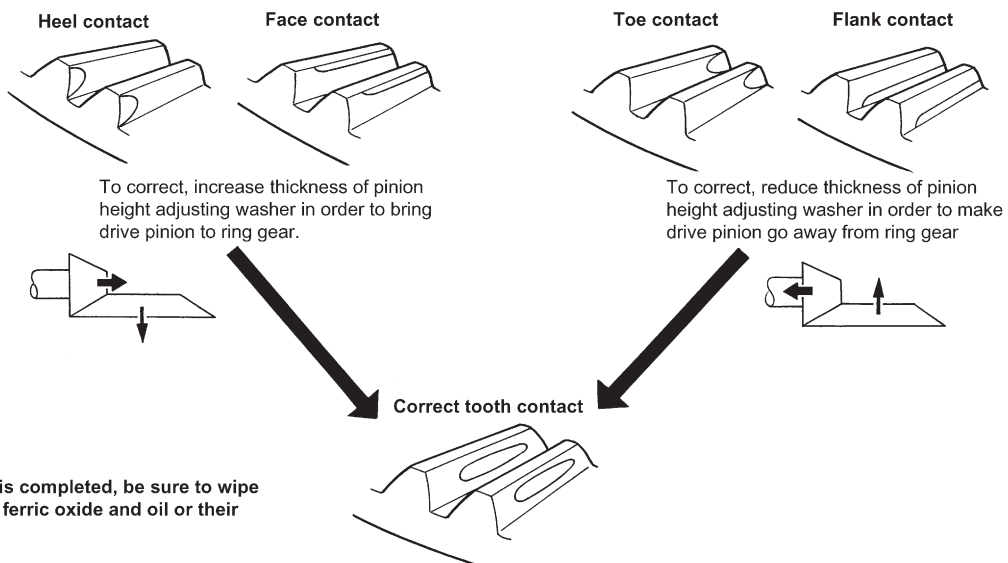 Heel contact
Face contact
Toe contact
Flank contact
To correct, increase thickness of pinion
height adjusting washer in order to bring
drive pinion to ring gear.
To correct, reduce thickness of pinion
height adjusting washer in order to make
drive pinion go away from ring gear
Correct tooth contact
is completed, be sure to wipe
ferric oxide and oil or their